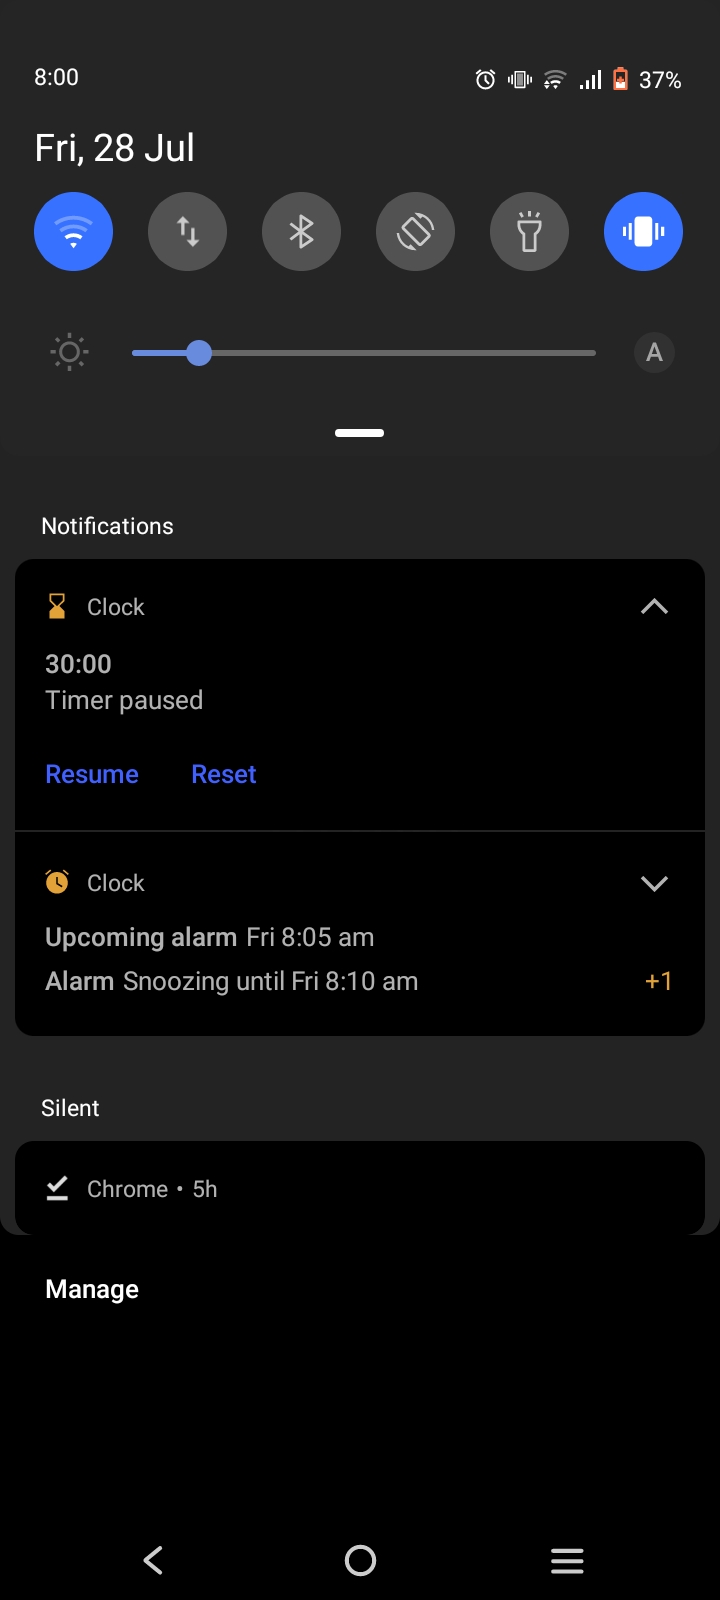 8:00 37%
Fri, 28 Jul
A
Notifications
Clock
30:00
Timer paused
Resume Reset
Clock
Upcoming alarm Fri 8:05 am
Alarm Snoozing until Fri 8:10 am +1
Silent
Chrome • 5h
Manage